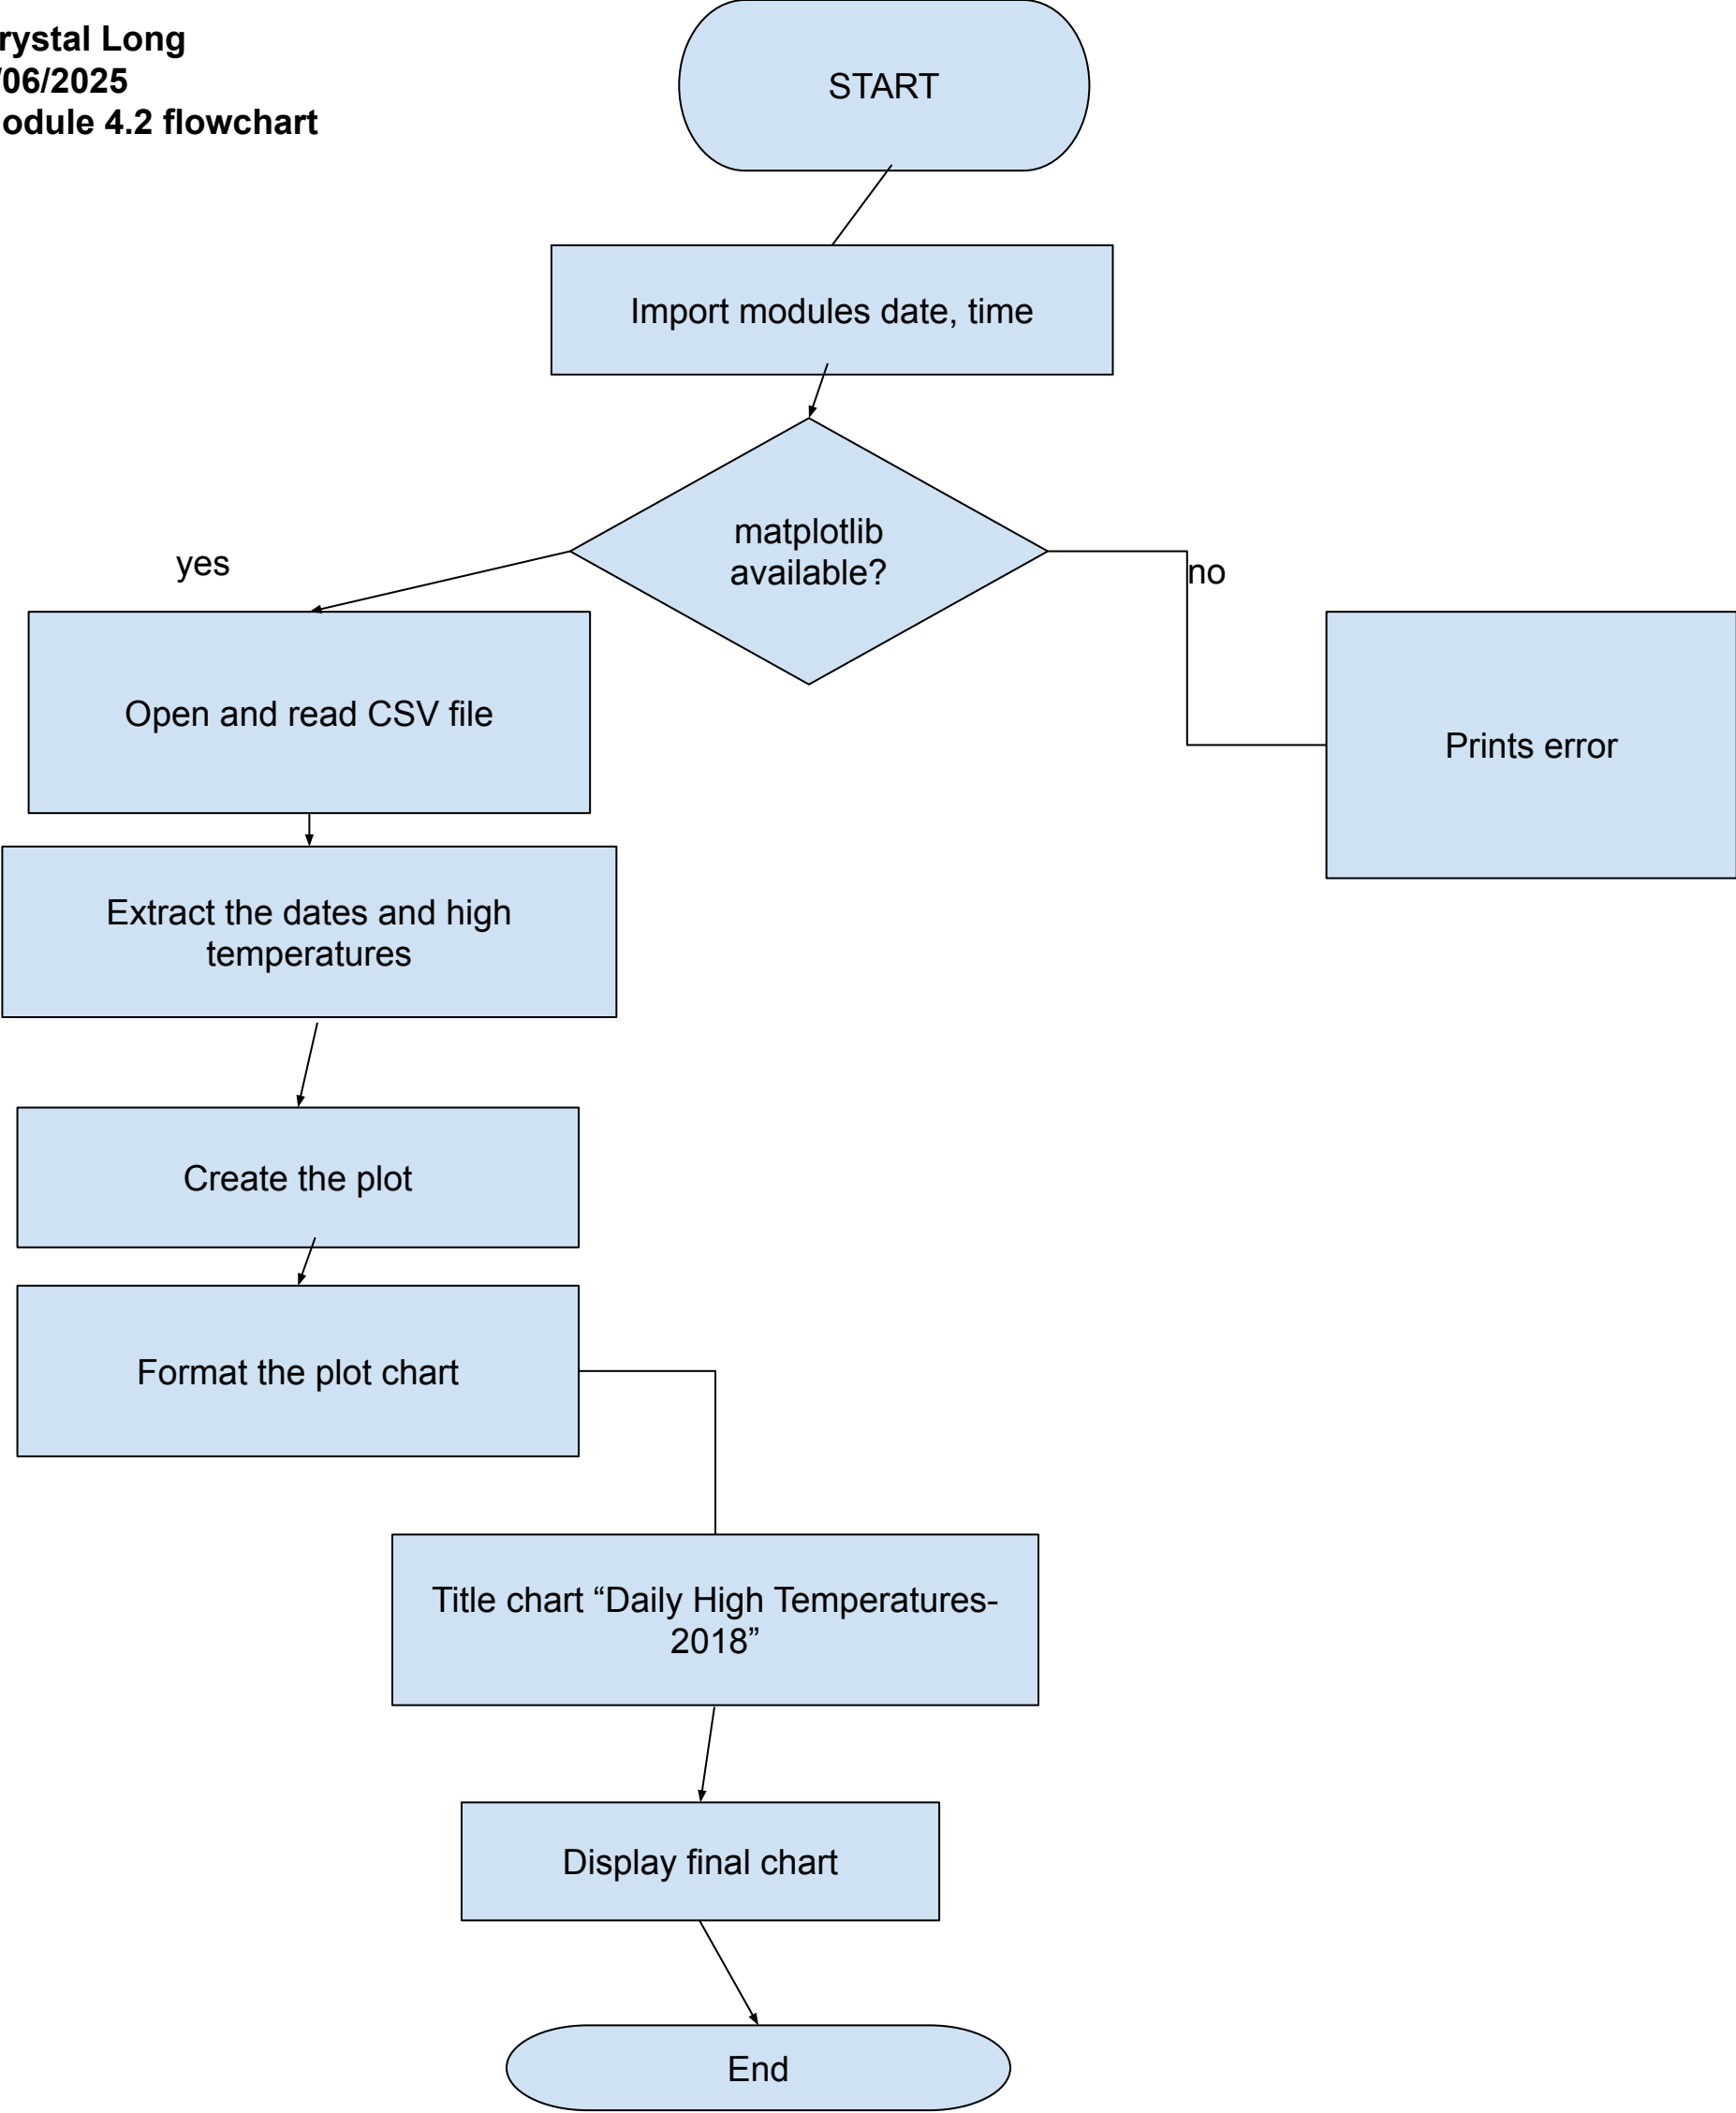 rystal Long
/06/2025
odule 4.2 flowchart
START
Import modules date, time
matplotlib
available?
yes
no
Open and read CSV file
Prints error
Extract the dates and high
temperatures
Create the plot
Format the plot chart
Title chart “Daily High Temperatures-
2018”
Display final chart
End